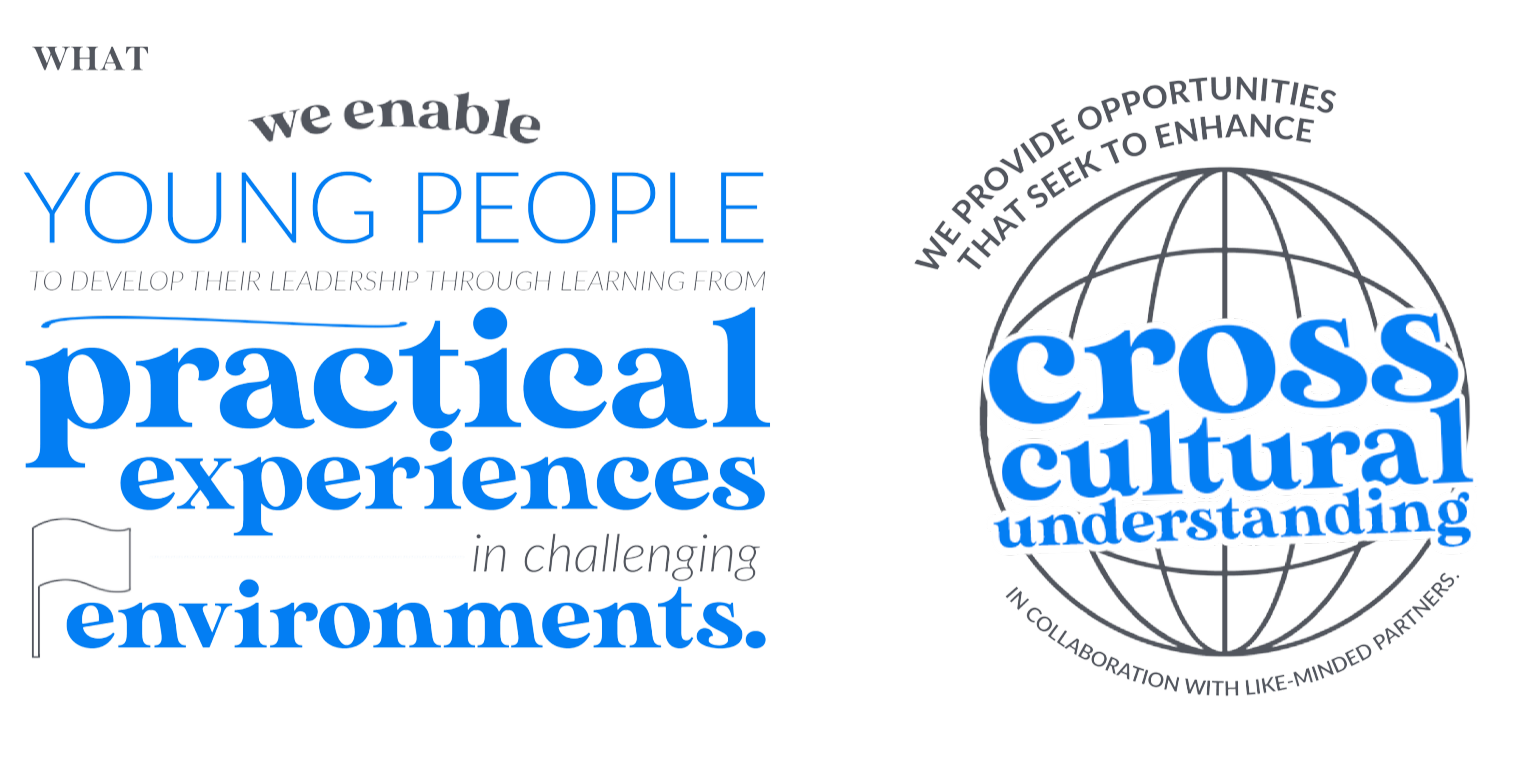 WHAT
we enable
YOUNG PEOPLE
TO DEVELOP THEIR LEADERSHIP THROUGH LEARNING FROM
practical
experiences
in challenging
environments.
WE PROVIDE OPPORTUNITIES
THAT SEEK TO ENHANCE
cross
cultural
understanding
IN COLLABORATION WITH LIKE-MINDED PARTNERS.